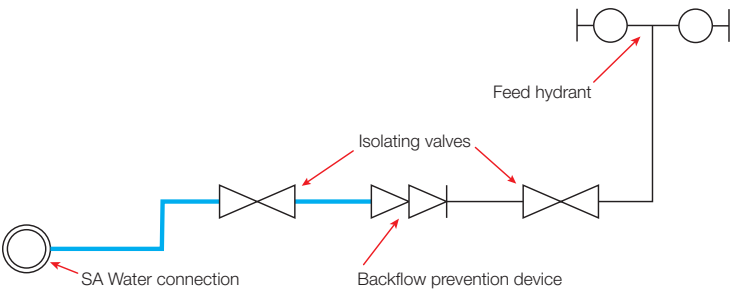 Feed hydrant
Isolating valves
SA Water connection
Backflow prevention device